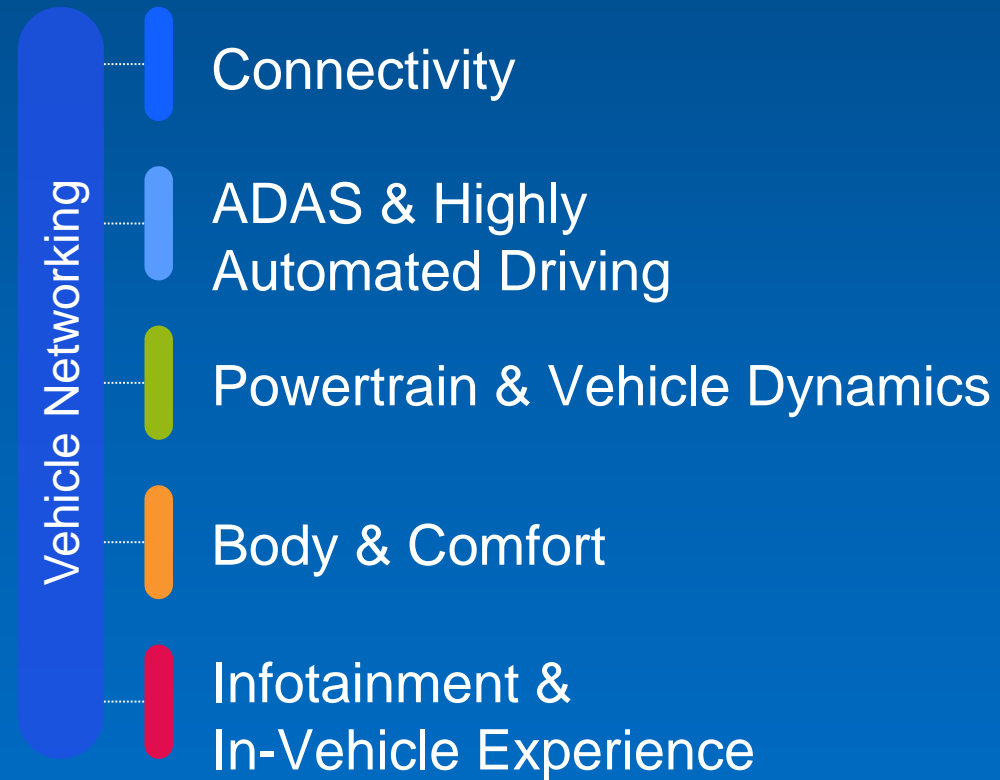 Vehicle Networking
Connectivity
ADAS & Highly
Automated Driving
Powertrain & Vehicle Dynamics
Body & Comfort
Infotainment &
In-Vehicle Experience